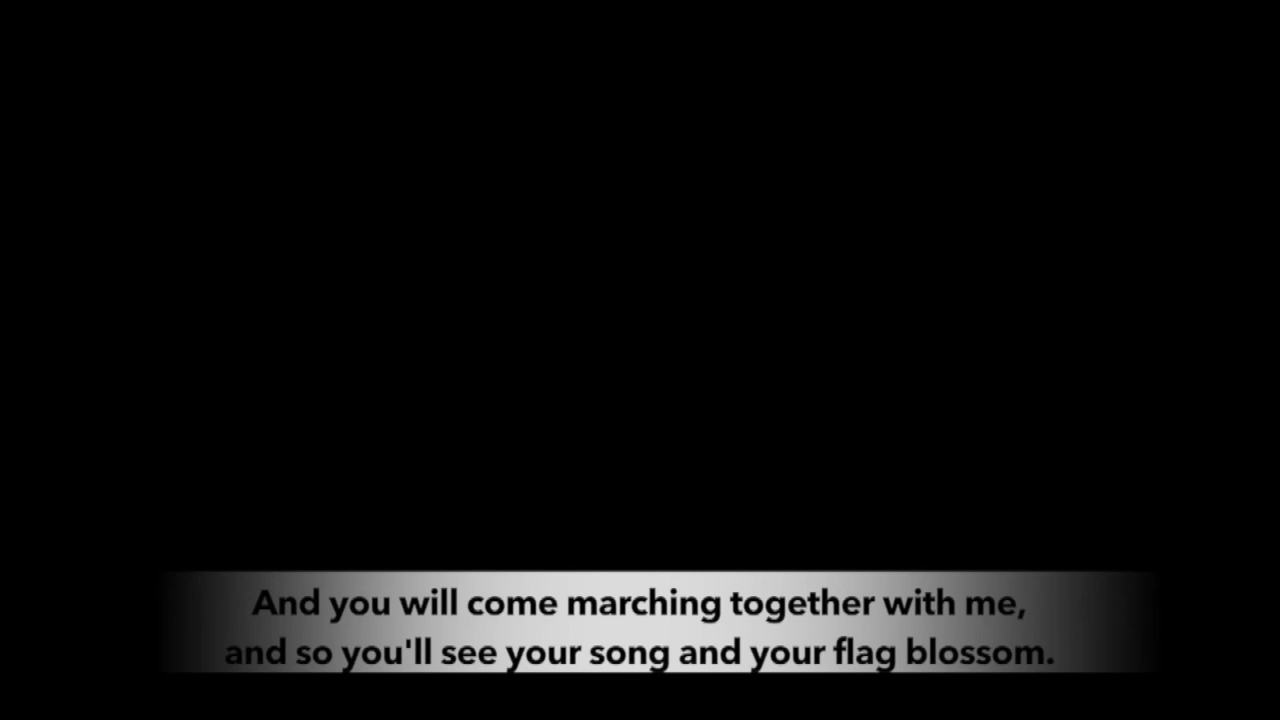 And you will come marching together with me,
and so you'll see your song and your flag blossom.